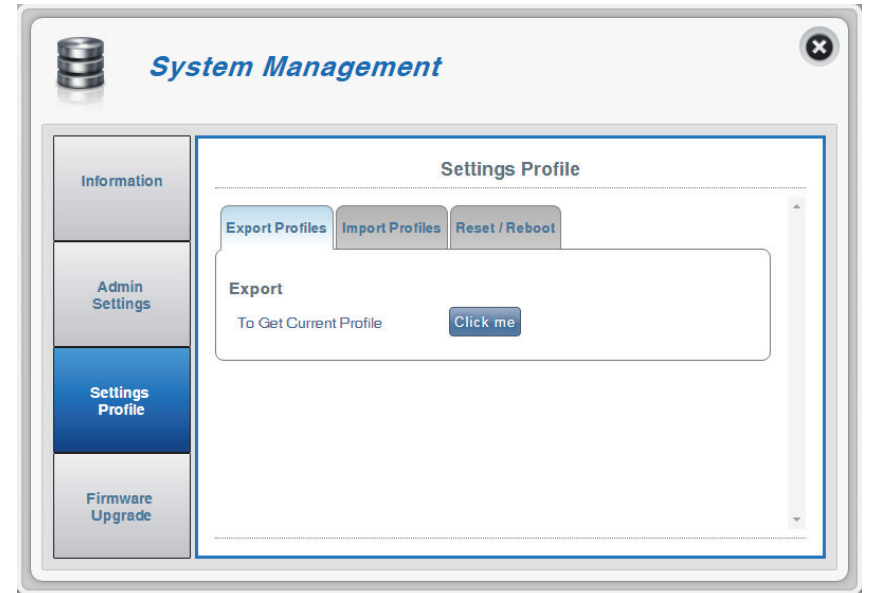 System Management
Information
Admin
Settings
Settings
Profile
Firmware
Upgrade
Settings Profile
Export Profiles
Import Profiles
Reset / Reboot
Export
To Get Current Profile
Click me